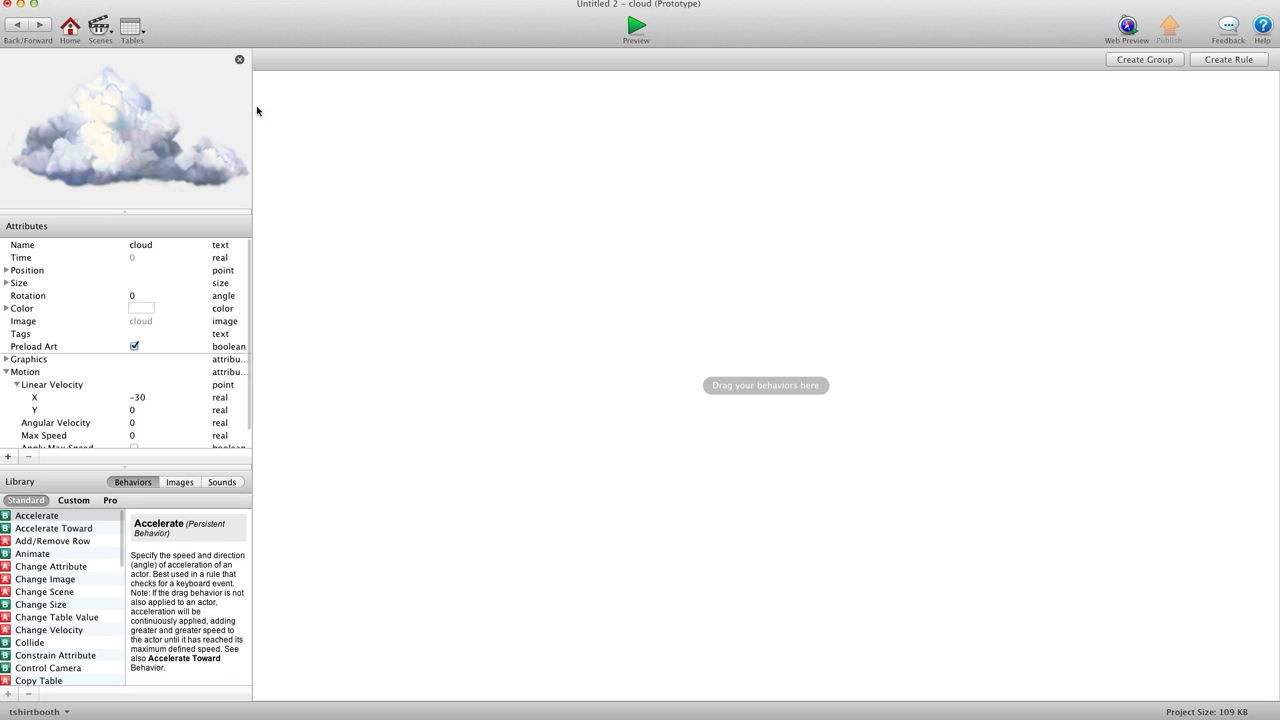 Untitled 2 – cloud (Prototype)
Back/Forward Home Scenes Tables Preview Web Preview Publish Feedback Help
Create Group Create Rule
Attributes
Name cloud text
Time 0 real
Position point
Size size
Rotation 0 angle
Color color
Image cloud image
Tags text
Preload Art boolean
Graphics attribu...
Motion attribu...
Linear Velocity point
X -30 real
Y 0 real
Angular Velocity 0 real
Max Speed 0 real
Apply Max Speed boolean
Drag your behaviors here
Library Behaviors Images Sounds
Standard Custom Pro
Accelerate
Accelerate Toward
Add/Remove Row
Animate
Change Attribute
Change Image
Change Scene
Change Size
Change Table Value
Change Velocity
Collide
Constrain Attribute
Control Camera
Copy Table
Accelerate (Persistent
Behavior)
Specify the speed and direction
(angle) of acceleration of an
actor. Best used in a rule that
checks for a keyboard event.
Note: If the drag behavior is not
also applied to an actor,
acceleration will be
continuously applied, adding
greater and greater speed to
the actor until it has reached its
maximum defined speed. See
also Accelerate Toward
Behavior.
tshirtbooth
Project Size: 109 KB